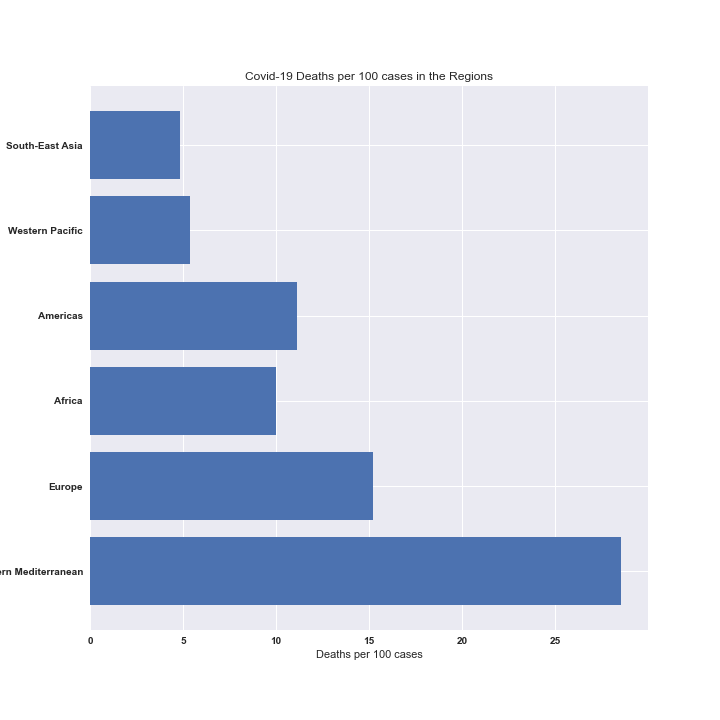 Covid-19 Deaths per 100 cases in the Regions
South-East Asia
Western Pacific
Americas
Africa
Europe
ern Mediterranean
0 5 10 15 20 25
Deaths per 100 cases